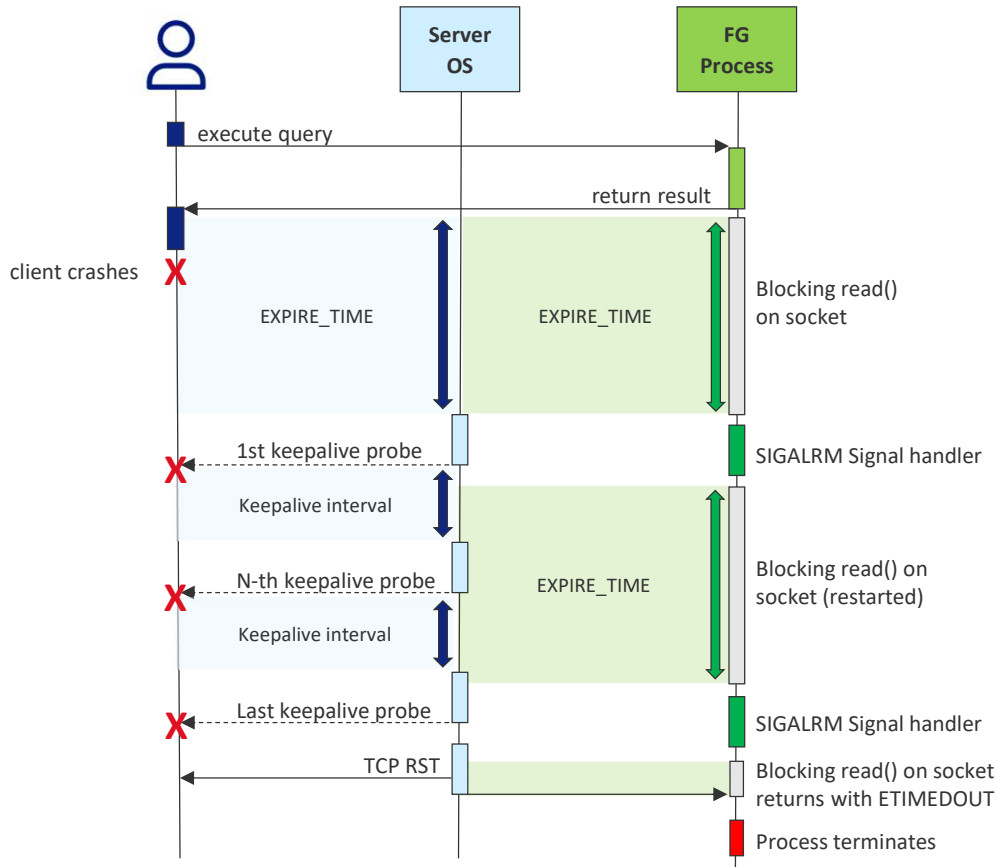 Server
OS
FG
Process
execute query
return result
client crashes
EXPIRE_TIME
EXPIRE_TIME
Blocking read()
on socket
1st keepalive probe
SIGALRM Signal handler
Keepalive interval
N-th keepalive probe
EXPIRE_TIME
Blocking read() on
socket (restarted)
Keepalive interval
Last keepalive probe
SIGALRM Signal handler
TCP RST
Blocking read() on socket
returns with ETIMEDOUT
Process terminates